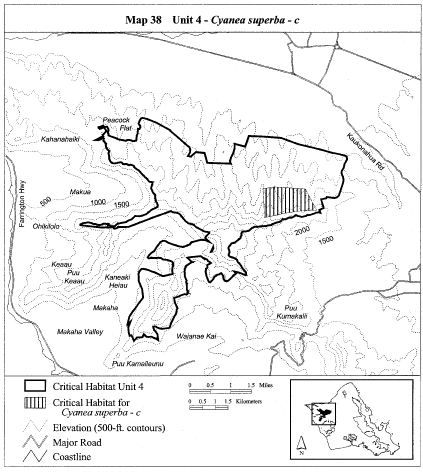 Map 38 Unit 4 - Cyanea superba - c
Peacock
Flat
Kahanahaiki
Kaukonahua Rd
Makua
500
1000
1500
Farrington Hwy
Ohikilolo
2000
1500
Keaau
Puu
Keaau
Kaneaki
Heiau
Makaha
Puu
Kumakalii
Makaha Valley
Waianae Kai
Puu Kamaileunu
Critical Habitat Unit 4
Critical Habitat for
Cyanea superba - c
Elevation (500-ft. contours)
Major Road
Coastline
0 0.5 1 1.5 Miles
0 0.5 1 1.5 Kilometers
N